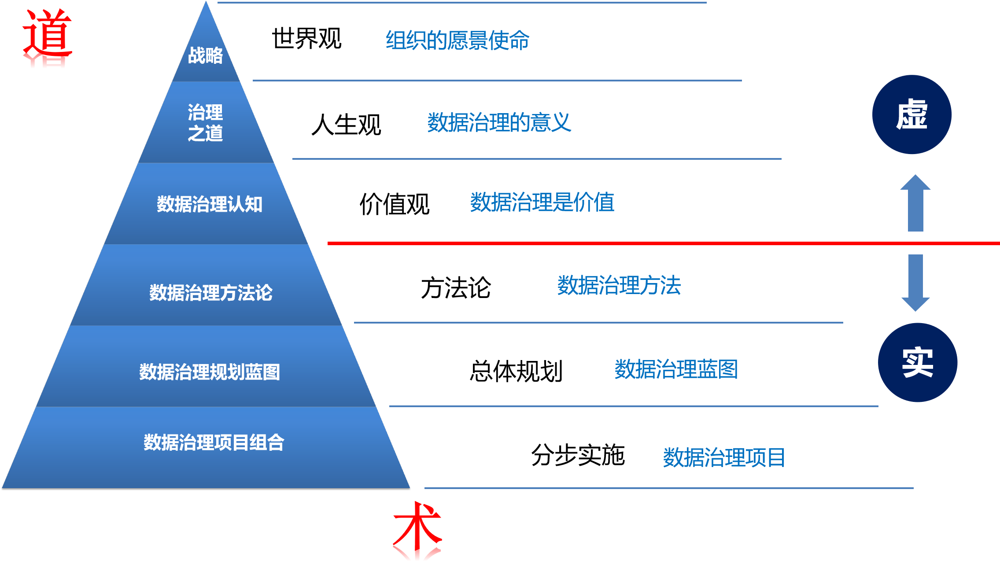 道
战略
世界观
组织的愿景使命
治理
之道
人生观
数据治理的意义
虚
数据治理认知
价值观
数据治理是价值
数据治理方法论
方法论
数据治理方法
数据治理规划蓝图
总体规划
数据治理蓝图
实
数据治理项目组合
分步实施
数据治理项目
术